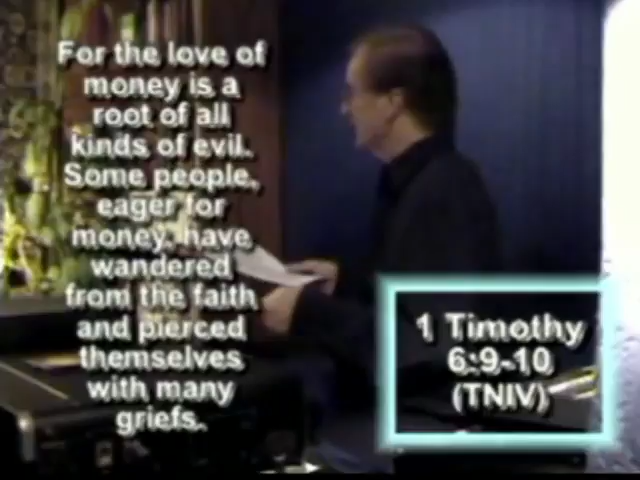 For the love of
money is a
root of all
kinds of evil.
Some people,
eager for
money, have
wandered
from the faith
and pierced
themselves
with many
griefs.
1 Timothy
6:9-10
(TNIV)